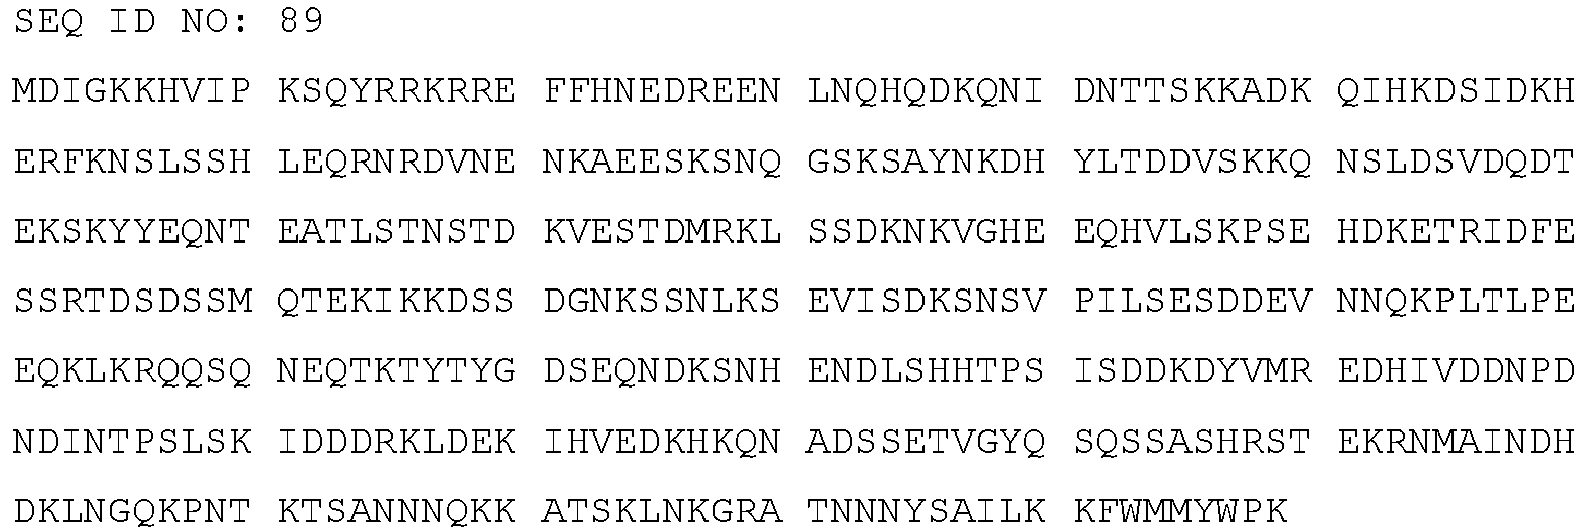 SEQ ID NO: 89
MDIGKKHVIP KSQYRRKRRE FFHNEDREEN LNQHQDKQNI DNTTSKKADK QIHKDSIDKH
ERFKNSLSSH LEQRNRDVNE NKAEESKSNQ GSKSAYNKDH YLTDDVSKKQ NSLDSVDQDT
EKSKYYEQNT EATLSTNSTD KVESTDMRKL SSDKNKVGHE EQHVLSKPSE HDKETRIDFE
SSRTDSDSSM QTEKIKKDSS DGNKSSNLKS EVISDKSNSV PILSESDDEV NNQKPLTLPE
EQKLKRQQSQ NEQTKTYTYG DSEQNDKSNH ENDLSHHTPS ISDDKDYVMR EDHIVDDNPD
NDINTPSLSK IDDDRKLDEK IHVEDKHKQN ADSSETVGYQ SQSSASHRST EKRNMAINDH
DKLNGQKPNT KTSANNNQKK ATSKLNKGRA TNNNYSAILK KFWMMYWPK